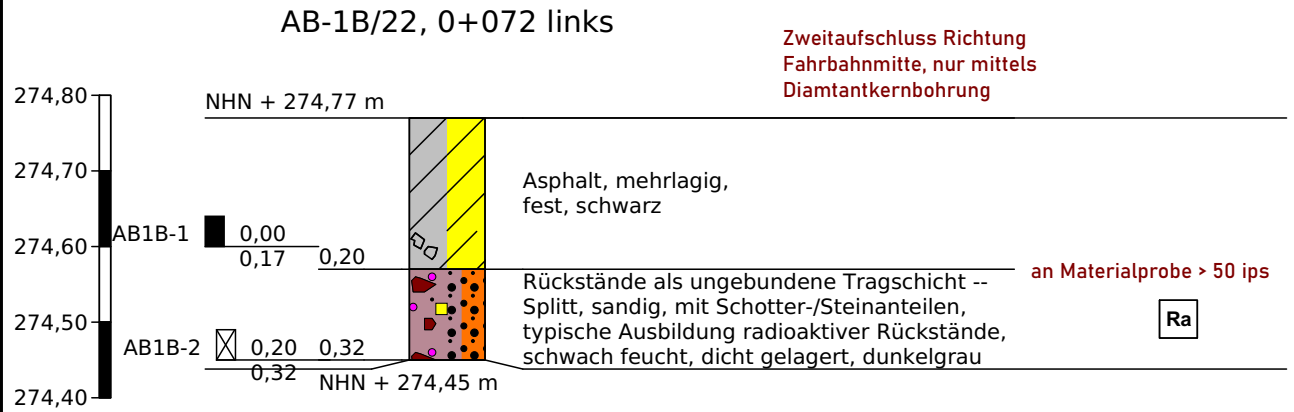 AB-1B/22, 0+072 links
Zweitaufschluss Richtung
Fahrbahnmitte, nur mittels
Diamtantkernbohrung
274,80
NHN + 274,77 m
274,70
Asphalt, mehrlagig,
fest, schwarz
AB1B-1 0,00
0,17 0,20
274,60
an Materialprobe > 50 ips
Rückstände als ungebundene Tragschicht --
Splitt, sandig, mit Schotter-/Steinanteilen,
typische Ausbildung radioaktiver Rückstände,
schwach feucht, dicht gelagert, dunkelgrau
Ra
274,50
AB1B-2 0,20 0,32
0,32
NHN + 274,45 m
274,40